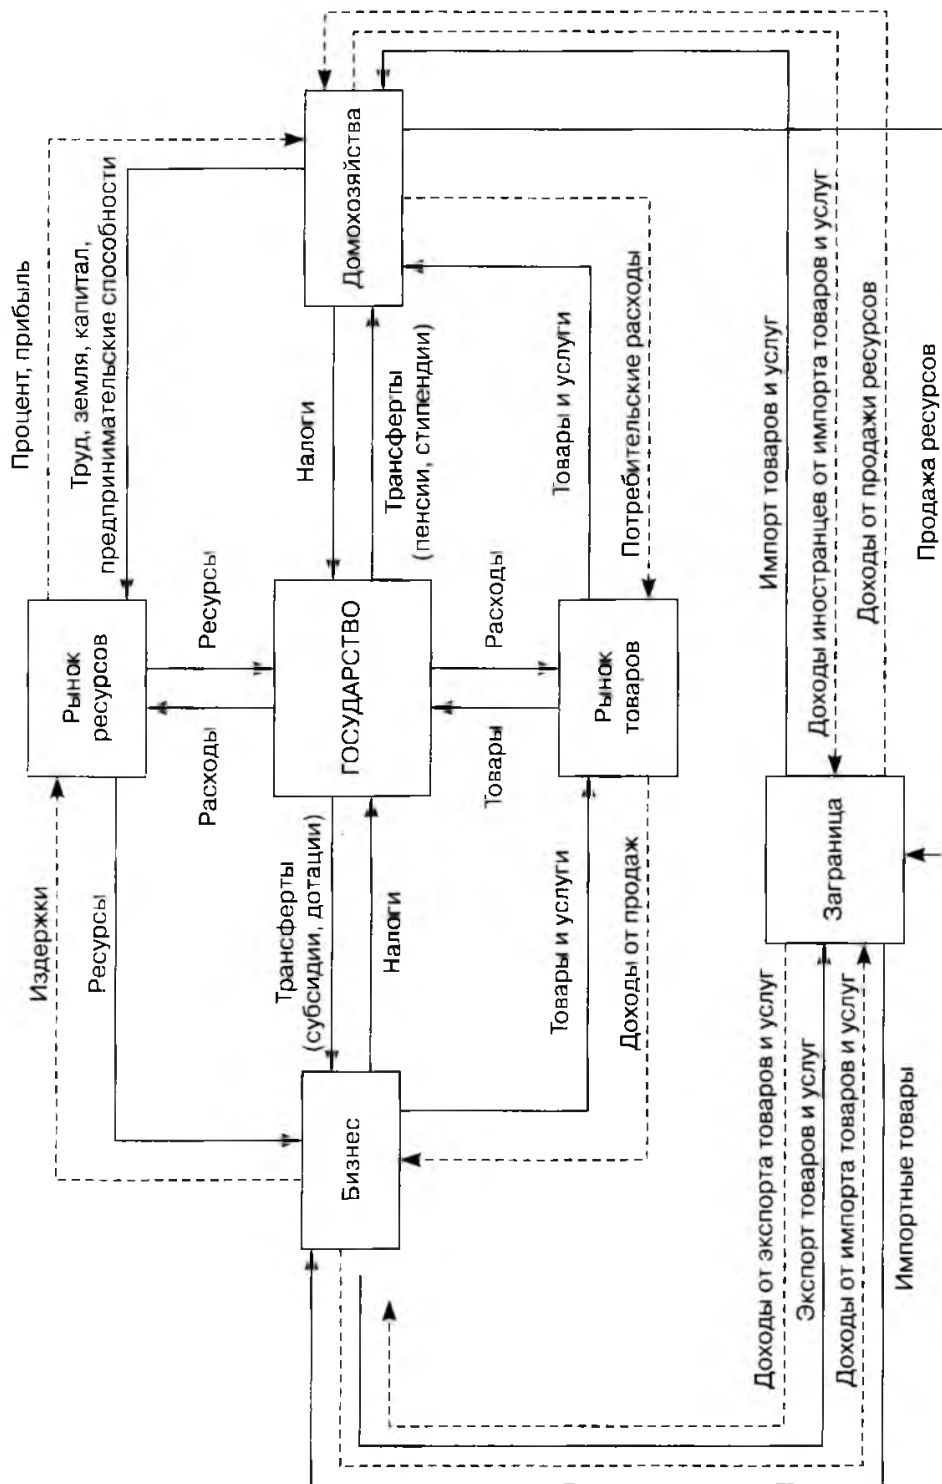 Процент, прибыль
Труд, земля, капитал,
предпринимательские способности
Издержки
Ресурсы
Рынок
ресурсов
Домохозяйства
Расходы
Ресурсы
Налоги
Трансферты
(пенсии, стипендии)
ГОСУДАРСТВО
Трансферты
(субсидии, дотации)
Налоги
Бизнес
Товары
Расходы
Товары и услуги
Потребительские расходы
Рынок
товаров
Товары и услуги
Доходы от продаж
Импорт товаров и услуг
Доходы иностранцев от импорта товаров и услуг
Доходы от продажи ресурсов
Продажа ресурсов
Заграница
Доходы от экспорта товаров и услуг
Экспорт товаров и услуг
Доходы от импорта товаров и услуг
Импортные товары